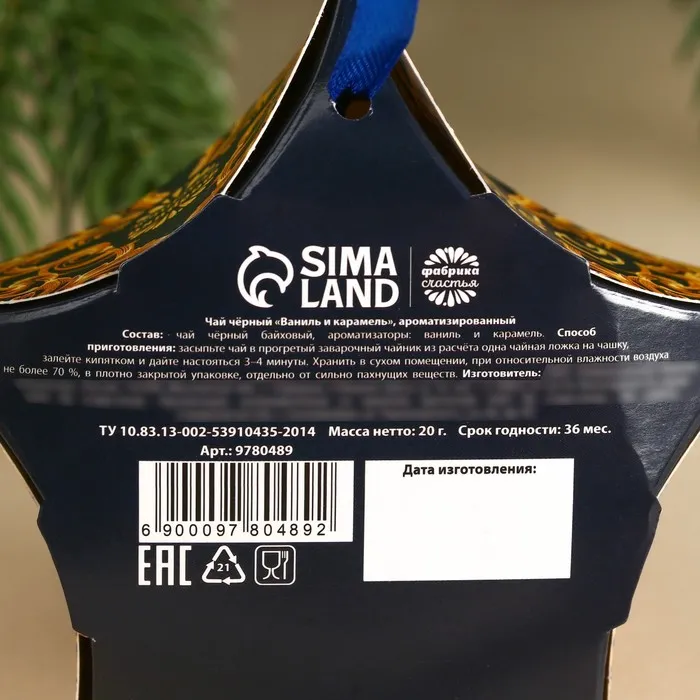 SIMA
LAND
фабрика
счастья
Чай чёрный «Ваниль и карамель», ароматизированный
Состав: чай чёрный байховый, ароматизаторы: ваниль и карамель. Способ
приготовления: засыпьте чай в прогретый заварочный чайник из расчёта одна чайная ложка на чашку,
залейте кипятком и дайте настояться 3–4 минуты. Хранить в сухом помещении, при относительной влажности воздуха
не более 70 %, в плотно закрытой упаковке, отдельно от сильно пахнущих веществ. Изготовитель:
ТУ 10.83.13-002-53910435-2014 Масса нетто: 20 г. Срок годности: 36 мес.
Арт.: 9780489
Дата изготовления:
6 900097 804892
EAC 21